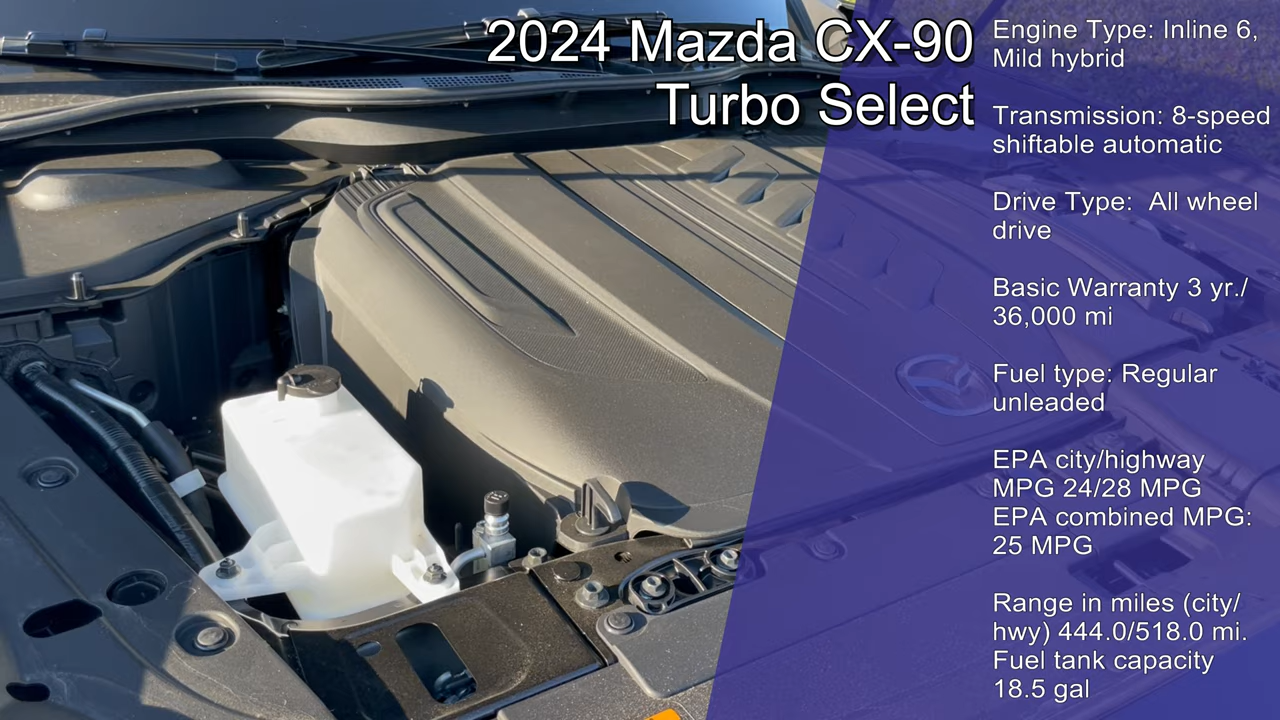 2024 Mazda CX-90
Turbo Select
Engine Type: Inline 6,
Mild hybrid
Transmission: 8-speed
shiftable automatic
Drive Type:  All wheel
drive
Basic Warranty 3 yr./
36,000 mi
Fuel type: Regular
unleaded
EPA city/highway
MPG 24/28 MPG
EPA combined MPG:
25 MPG
Range in miles (city/
hwy) 444.0/518.0 mi.
Fuel tank capacity
18.5 gal